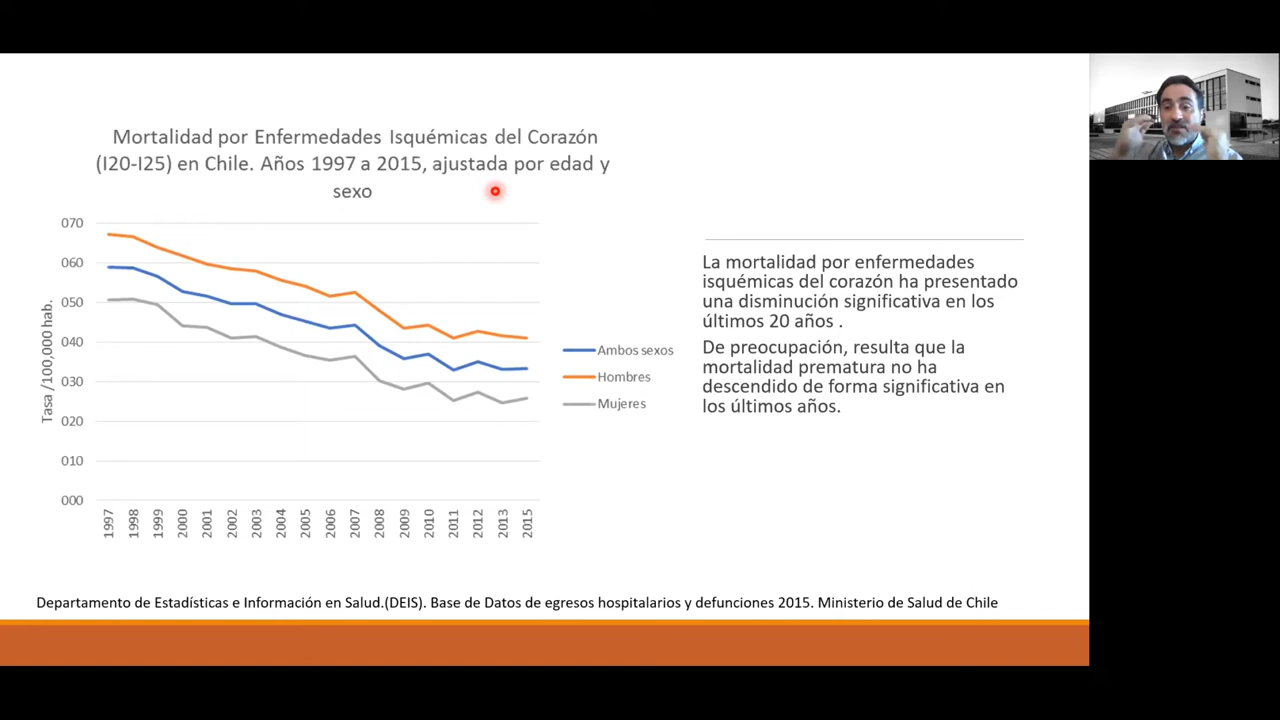 Mortalidad por Enfermedades Isquémicas del Corazón
(I20-I25) en Chile. Años 1997 a 2015, ajustada por edad y
sexo
070
060
050
040
030
020
010
000
Tasa /100,000 hab.
1997
1998
1999
2000
2001
2002
2003
2004
2005
2006
2007
2008
2009
2010
2011
2012
2013
2015
Ambos sexos
Hombres
Mujeres
La mortalidad por enfermedades
isquémicas del corazón ha presentado
una disminución significativa en los
últimos 20 años .
De preocupación, resulta que la
mortalidad prematura no ha
descendido de forma significativa en
los últimos años.
Departamento de Estadísticas e Información en Salud.(DEIS). Base de Datos de egresos hospitalarios y defunciones 2015. Ministerio de Salud de Chile